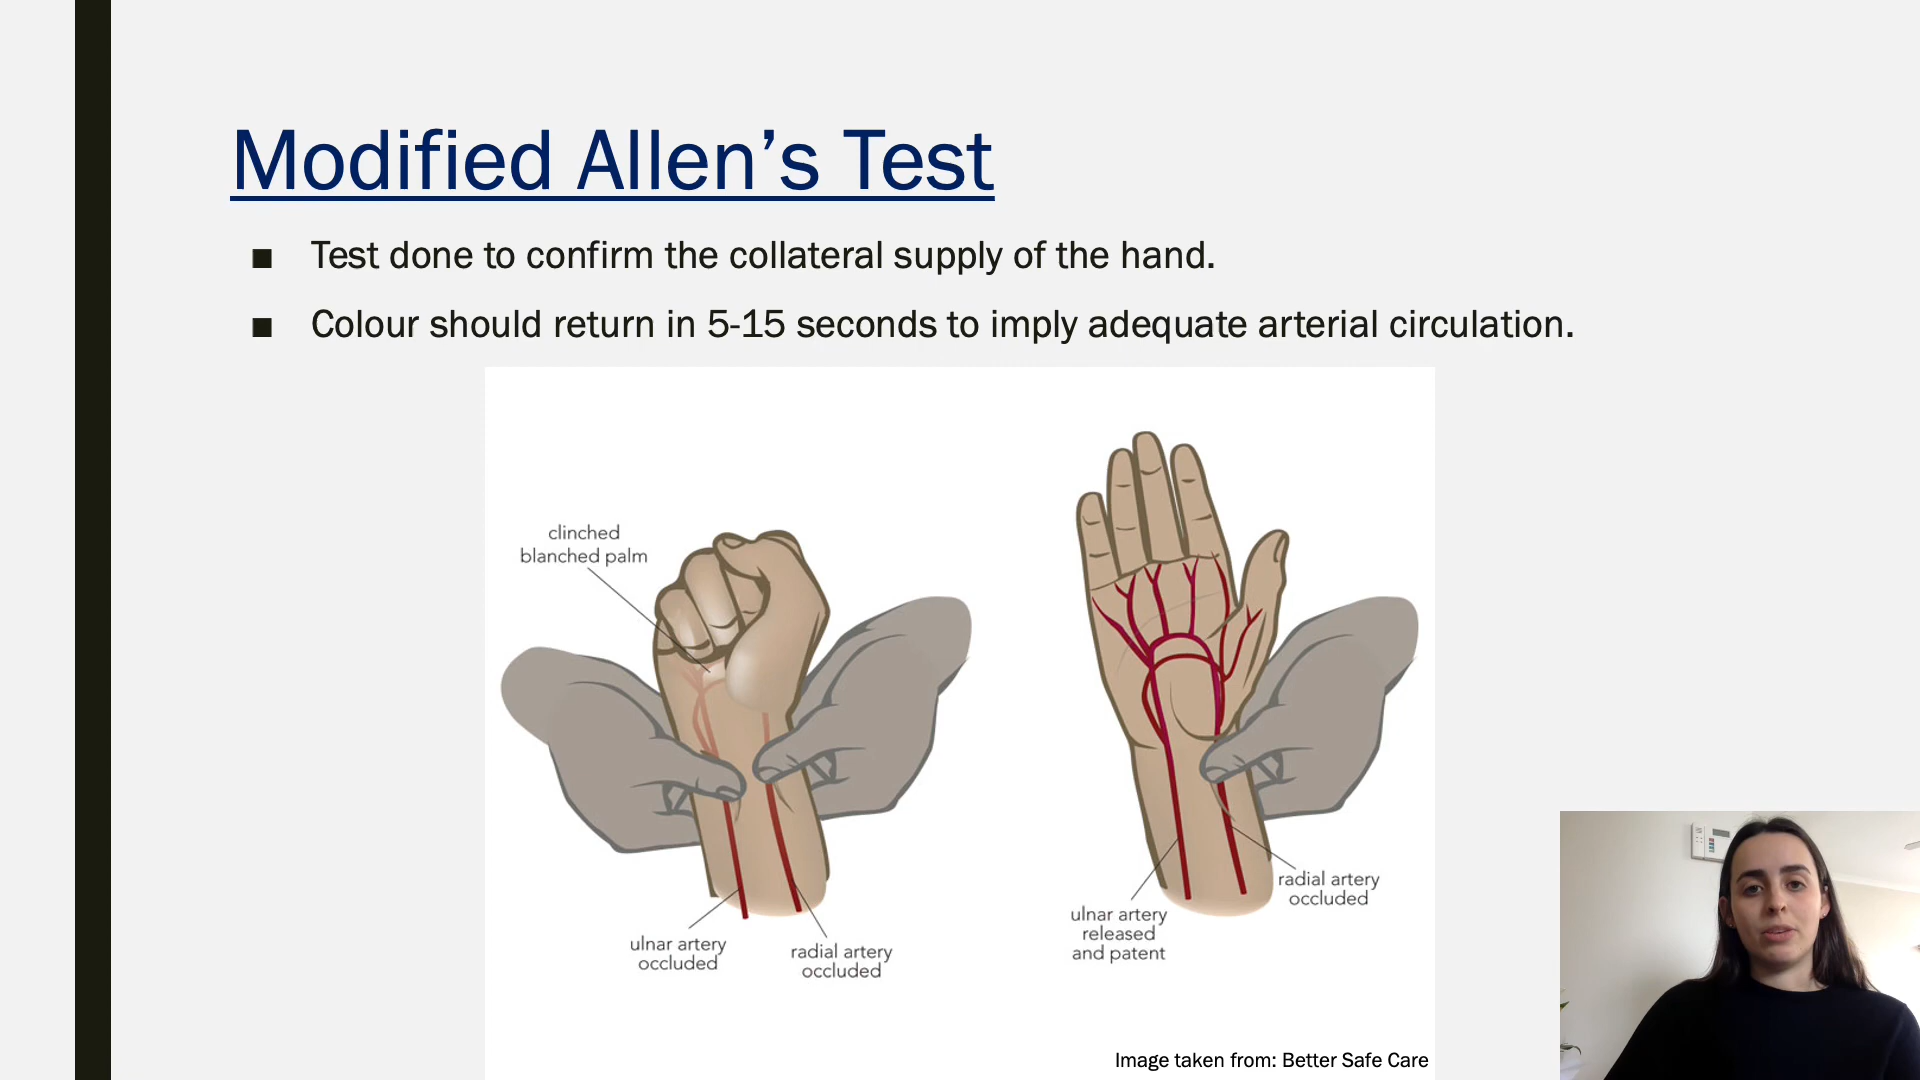 Modified Allen’s Test
■ Test done to confirm the collateral supply of the hand.
■ Colour should return in 5-15 seconds to imply adequate arterial circulation.
clinched
blanched palm
ulnar artery
occluded
radial artery
occluded
ulnar artery
released
and patent
radial artery
occluded
Image taken from: Better Safe Care